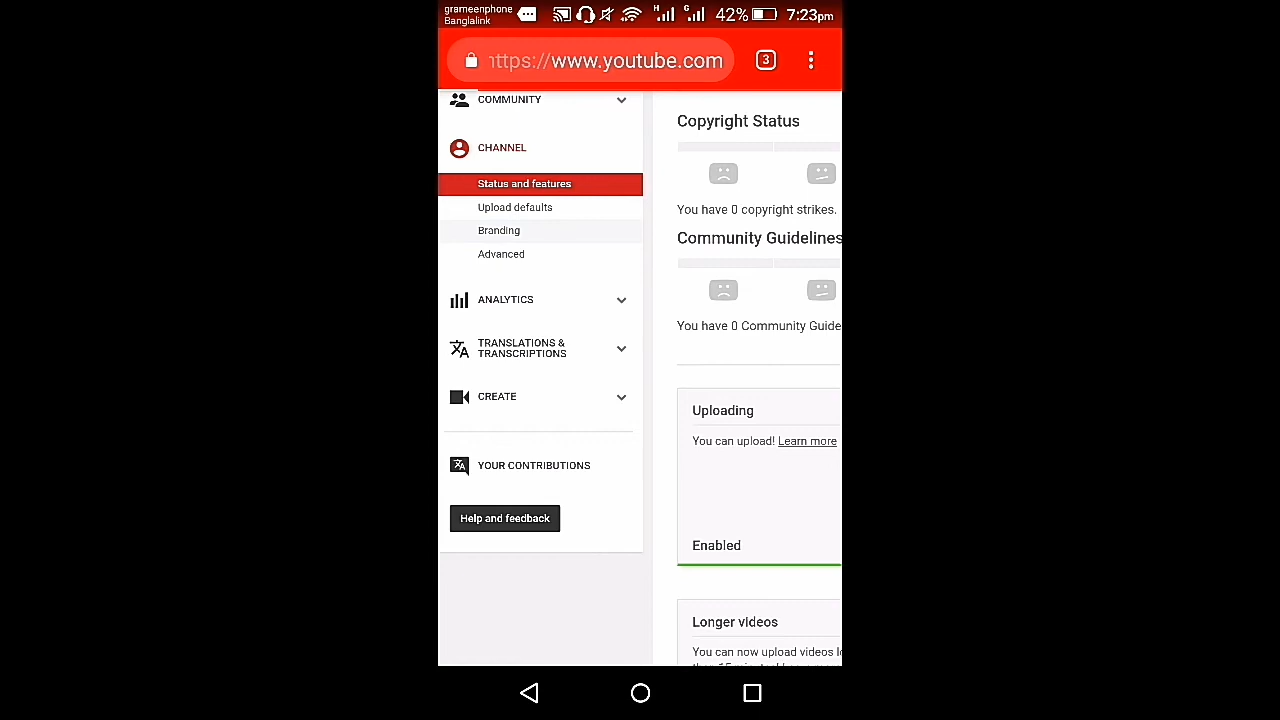 grameenphone
Banglalink
H
G
42%
7:23pm
https://www.youtube.com
3
COMMUNITY
CHANNEL
Status and features
Upload defaults
Branding
Advanced
ANALYTICS
TRANSLATIONS &
TRANSCRIPTIONS
CREATE
YOUR CONTRIBUTIONS
Help and feedback
Copyright Status
You have 0 copyright strikes.
Community Guidelines
You have 0 Community Guide
Uploading
You can upload! Learn more
Enabled
Longer videos
You can now upload videos lo